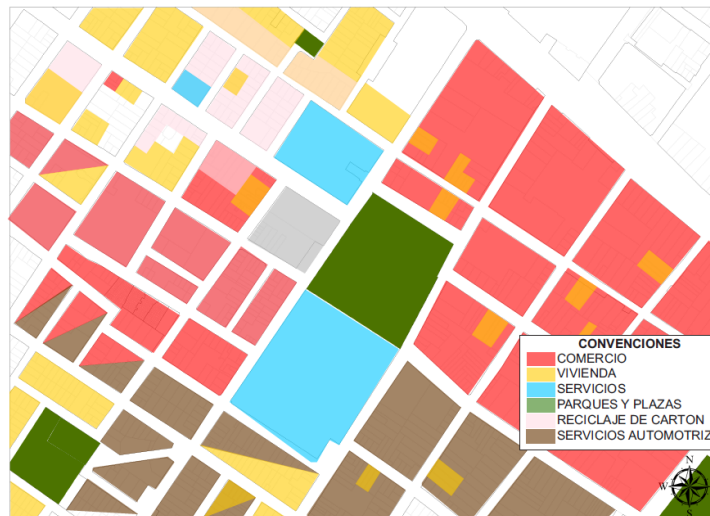 CONVENCIONES
COMERCIO
VIVIENDA
SERVICIOS
PARQUES Y PLAZAS
RECICLAJE DE CARTON
SERVICIOS AUTOMOTRIZ
N
W
S